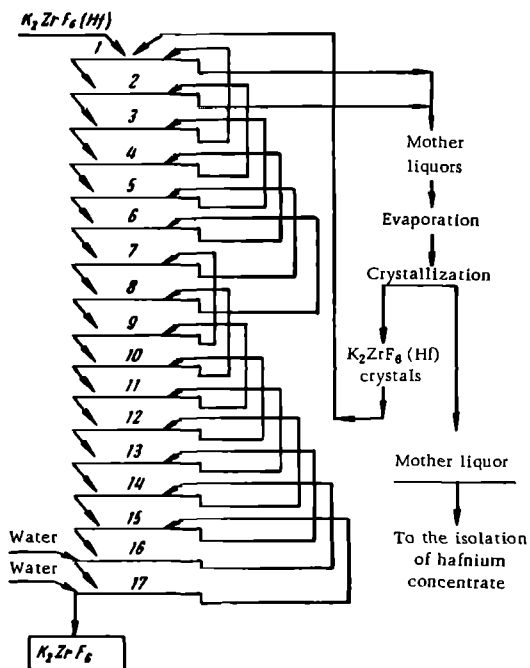 K₂ZrF₆(Hf)
1
2
3
4
5
6
7
8
9
10
11
12
13
14
15
16
17
Water
Water
K₂ZrF₆
Mother
liquors
Evaporation
Crystallization
K₂ZrF₆(Hf)
crystals
Mother liquor
To the isolation
of hafnium
concentrate